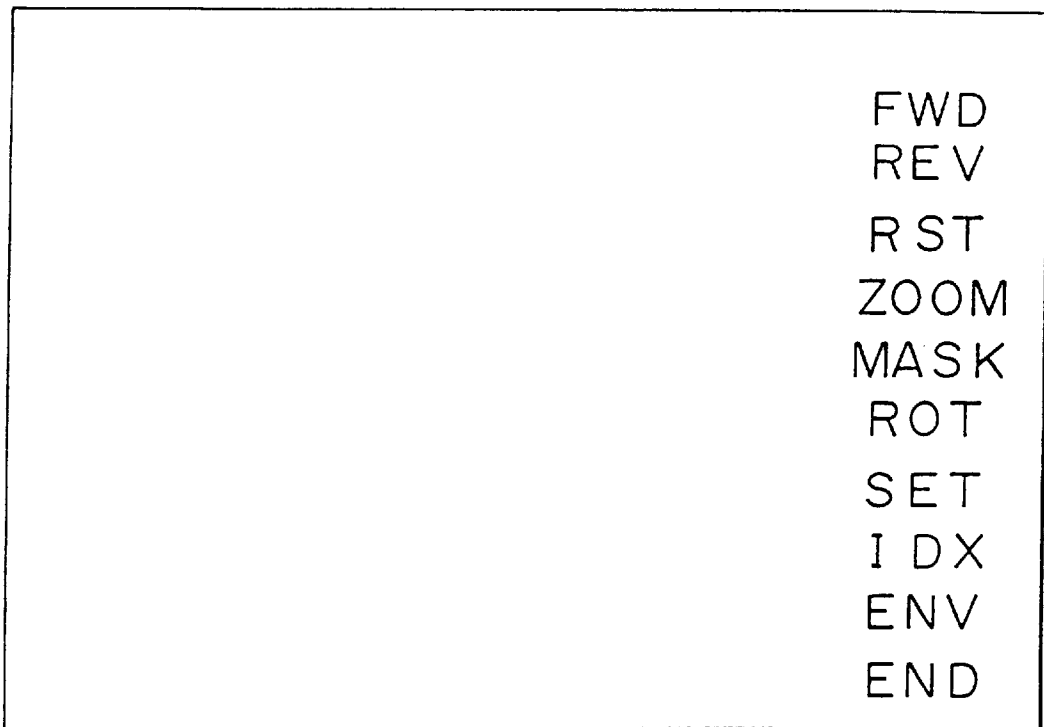 FWD
REV
RST
ZOOM
MASK
ROT
SET
IDX
ENV
END